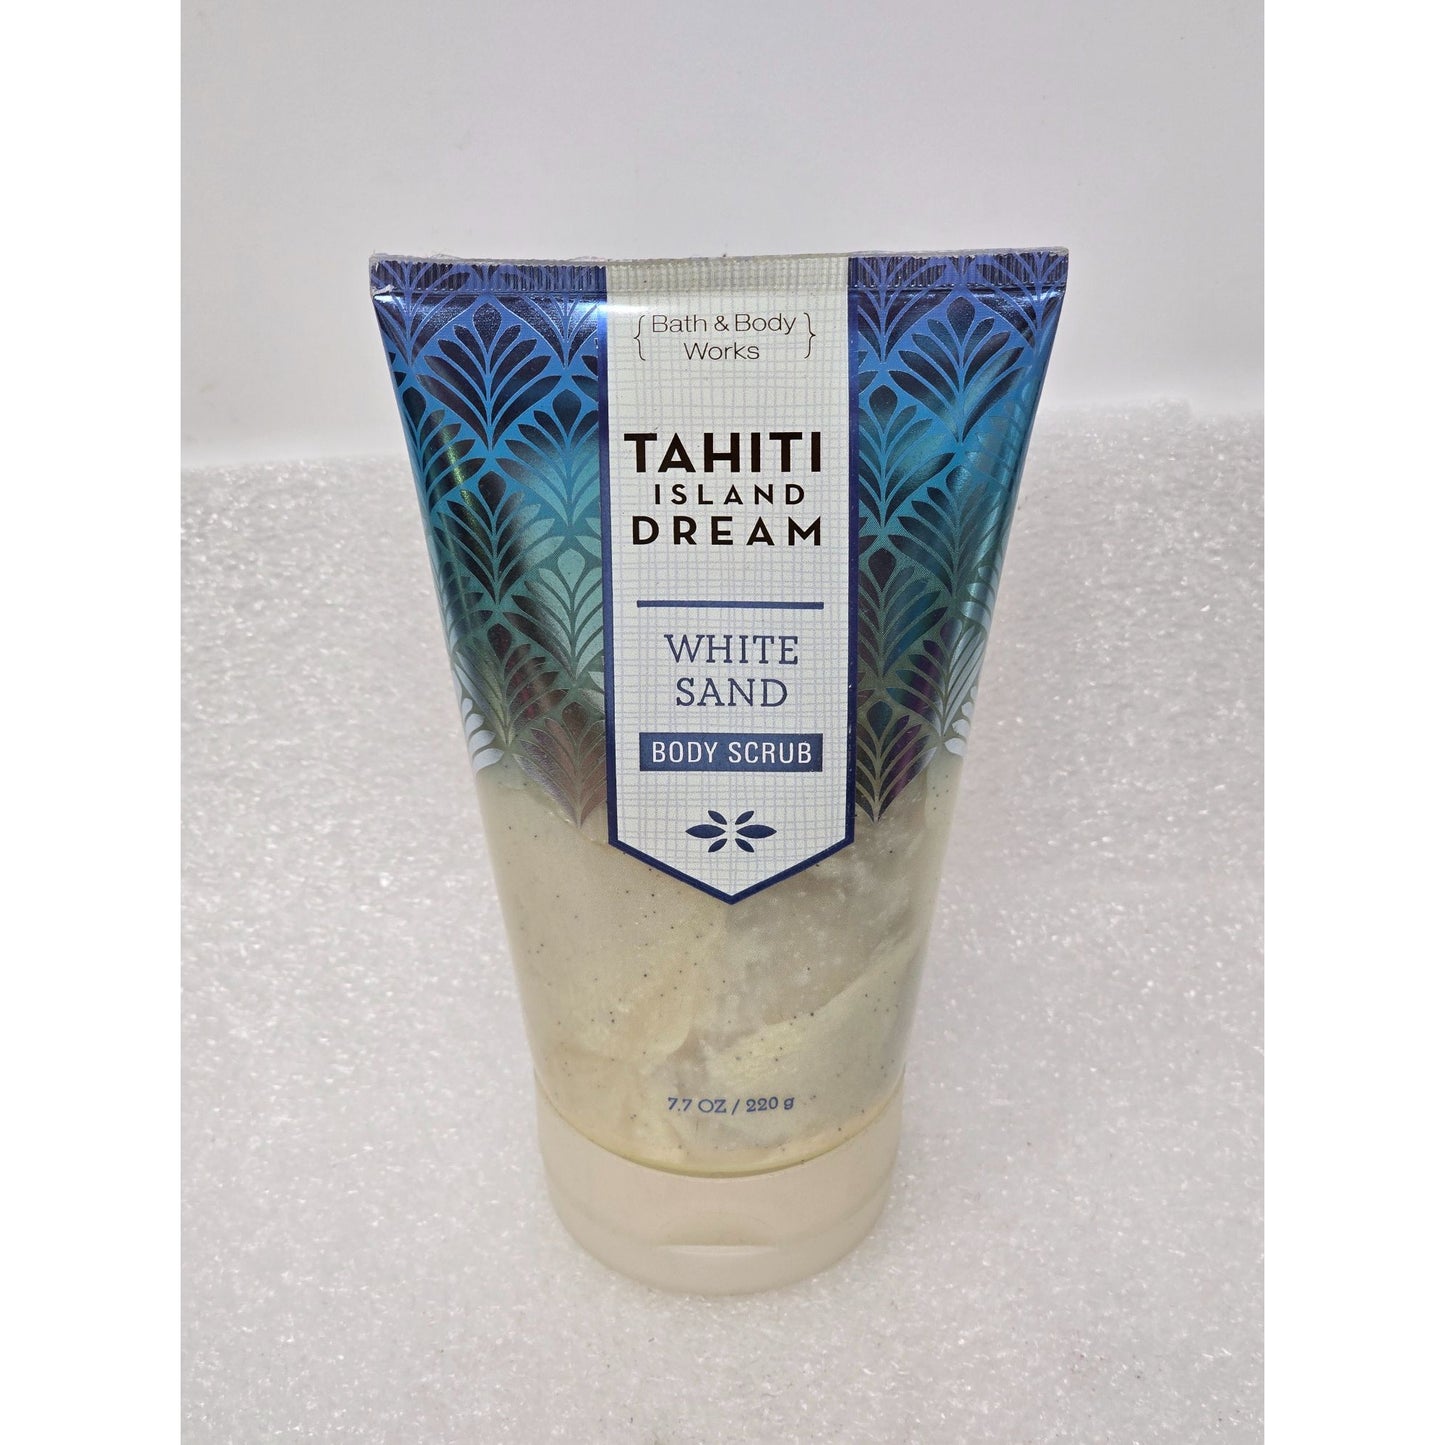 {Bath & Body
Works}
TAHITI
ISLAND
DREAM
WHITE
SAND
BODY SCRUB
7.7 OZ / 220 g